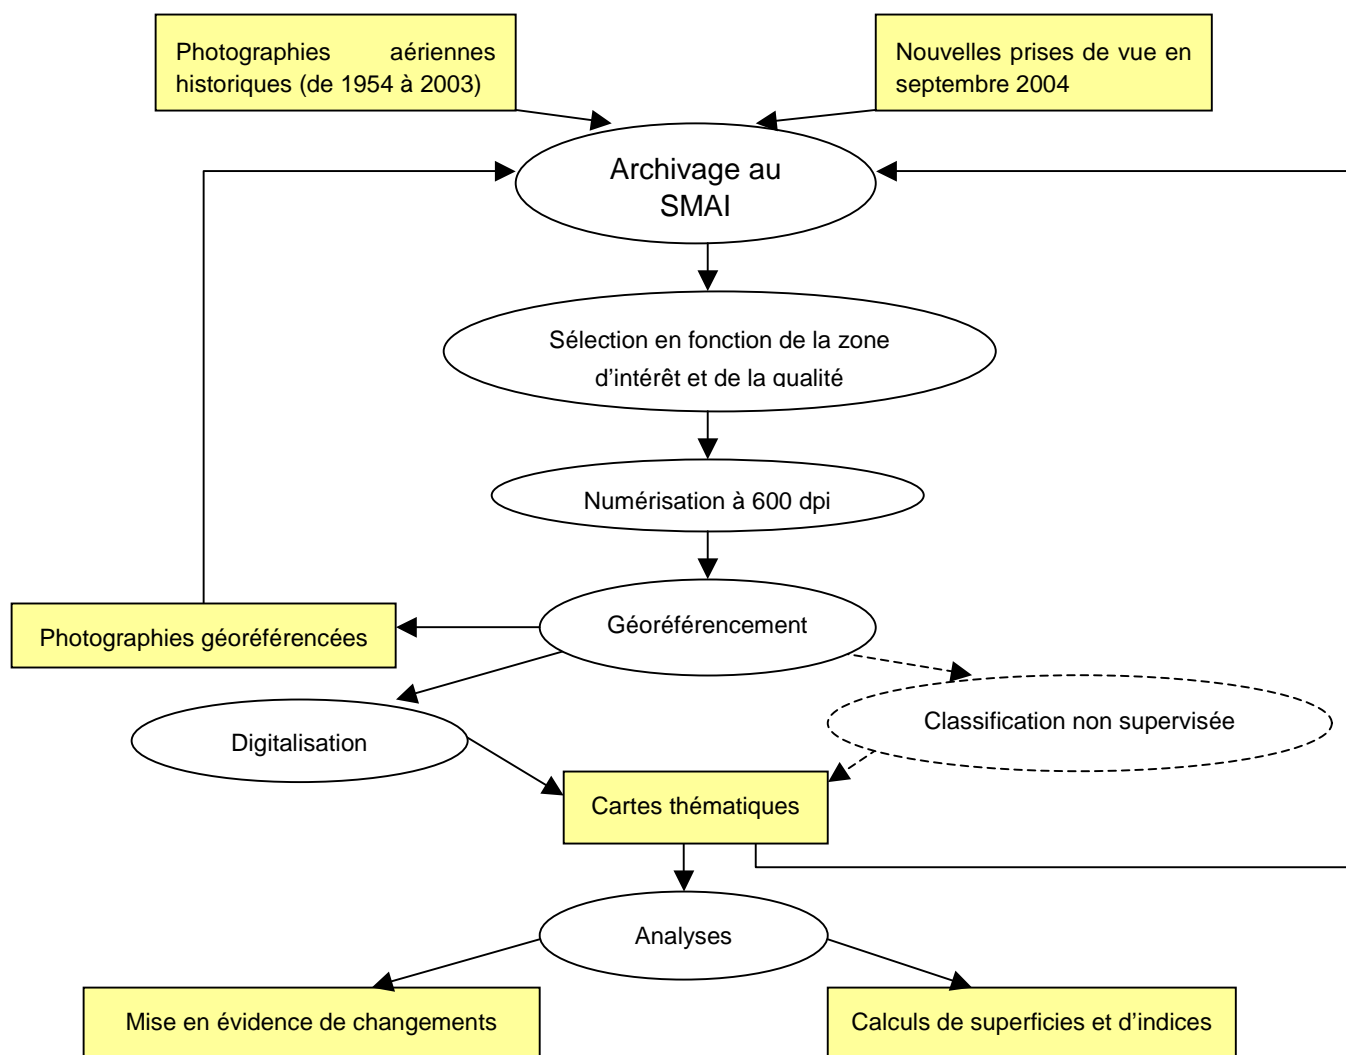 Photographies aériennes
historiques (de 1954 à 2003)
Nouvelles prises de vue en
septembre 2004
Archivage au
SMAI
Sélection en fonction de la zone
d'intérêt et de la qualité
Numérisation à 600 dpi
Géoréférencement
Photographies géoréférencées
Classification non supervisée
Digitalisation
Cartes thématiques
Analyses
Mise en évidence de changements
Calculs de superficies et d'indices